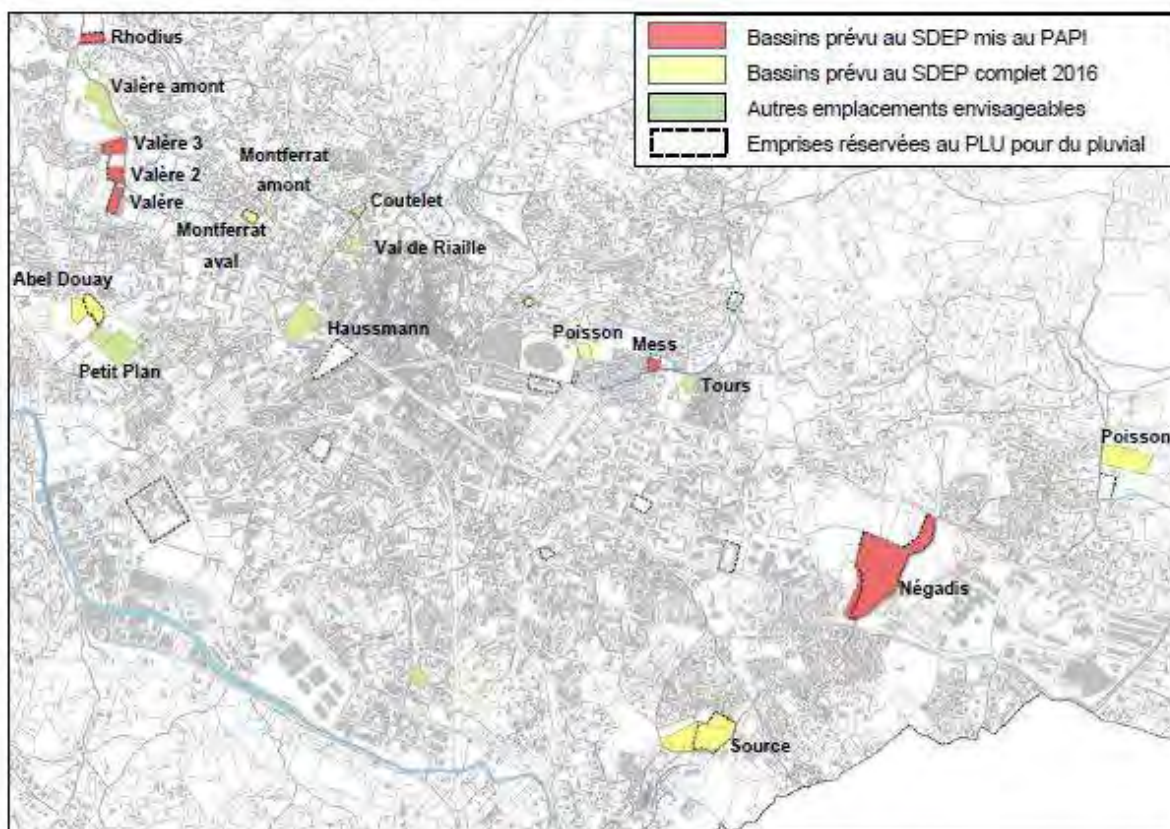 Bassins prévu au SDEP mis au PAPI
Bassins prévu au SDEP complet 2016
Autres emplacements envisageables
Emprises réservées au PLU pour du pluvial
Rhodius
Valère amont
Valère 3
Valère 2
Valère
Montferrat
amont
Montferrat
aval
Coutelet
Val de Riaille
Abel Douay
Petit Plan
Haussmann
Poisson
Mess
Tours
Poisson
Négadis
Source